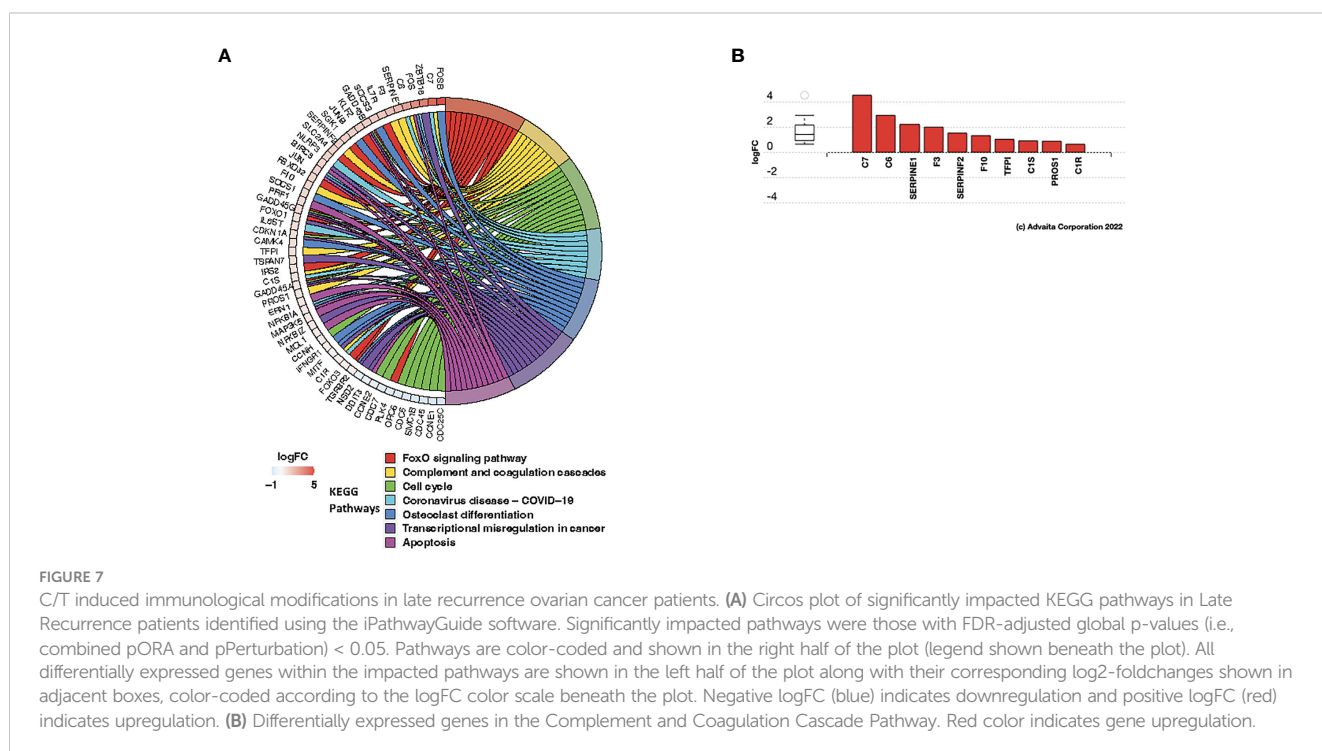 A
FOSB
C7
ZBTB16
FOS
C6
SERPINE1
F3
IL7R
SOCS3
GADD45B
KLF2
JUNB
SGK1
SERPINF2
SLC2A4
NLRP3
BIRC3
JUN
FBXO32
F10
SOCS1
PRF1
GADD45G
FOXO1
IL6ST
CDKN1A
CAMK4
TFPI
TSPAN7
IRS2
C1S
GADD45A
PROS1
ERN1
NFKBIA
MAP3K5
NFKBIZ
MCL1
CCNH
IFNGR1
MITF
C1R
FOXO3
TGFBR2
NSD2
DDIT3
CCNE2
CDC7
PLK4
ORC6
CDC6
SMC1B
CDC45
CCNE1
CDC25C
logFC
-1 5
KEGG
Pathways
FoxO signaling pathway
Complement and coagulation cascades
Cell cycle
Coronavirus disease – COVID–19
Osteoclast differentiation
Transcriptional misregulation in cancer
Apoptosis
B
logFC
4
2
0
-2
-4
C7
C6
SERPINE1
F3
SERPINF2
F10
TFPI
C1S
PROS1
C1R
(c) Advaita Corporation 2022
FIGURE 7
C/T induced immunological modifications in late recurrence ovarian cancer patients. (A) Circos plot of significantly impacted KEGG pathways in Late
Recurrence patients identified using the iPathwayGuide software. Significantly impacted pathways were those with FDR-adjusted global p-values (i.e.,
combined pORA and pPerturbation) < 0.05. Pathways are color-coded and shown in the right half of the plot (legend shown beneath the plot). All
differentially expressed genes within the impacted pathways are shown in the left half of the plot along with their corresponding log2-foldchanges shown in
adjacent boxes, color-coded according to the logFC color scale beneath the plot. Negative logFC (blue) indicates downregulation and positive logFC (red)
indicates upregulation. (B) Differentially expressed genes in the Complement and Coagulation Cascade Pathway. Red color indicates gene upregulation.